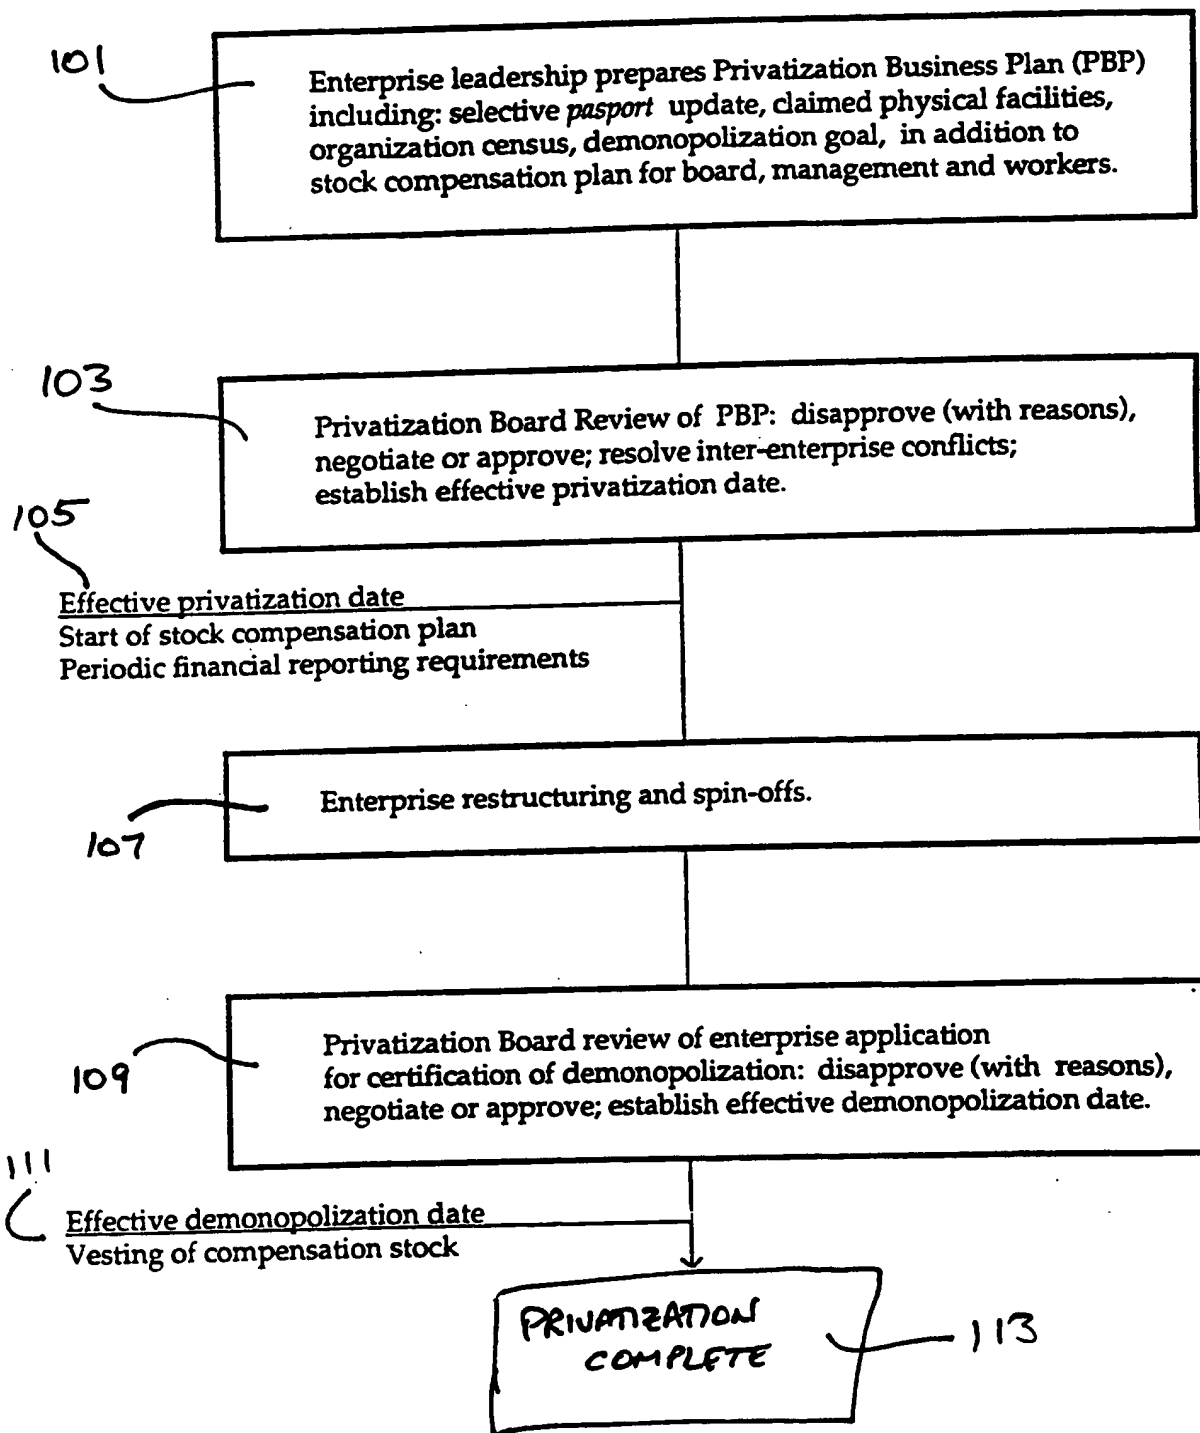 101
Enterprise leadership prepares Privatization Business Plan (PBP)
including: selective pasport update, claimed physical facilities,
organization census, demonopolization goal, in addition to
stock compensation plan for board, management and workers.
103
Privatization Board Review of PBP: disapprove (with reasons),
negotiate or approve; resolve inter-enterprise conflicts;
establish effective privatization date.
105
Effective privatization date
Start of stock compensation plan
Periodic financial reporting requirements
Enterprise restructuring and spin-offs.
107
Privatization Board review of enterprise application
for certification of demonopolization: disapprove (with reasons),
negotiate or approve; establish effective demonopolization date.
109
111
Effective demonopolization date
Vesting of compensation stock
PRIVATIZATION
COMPLETE
113